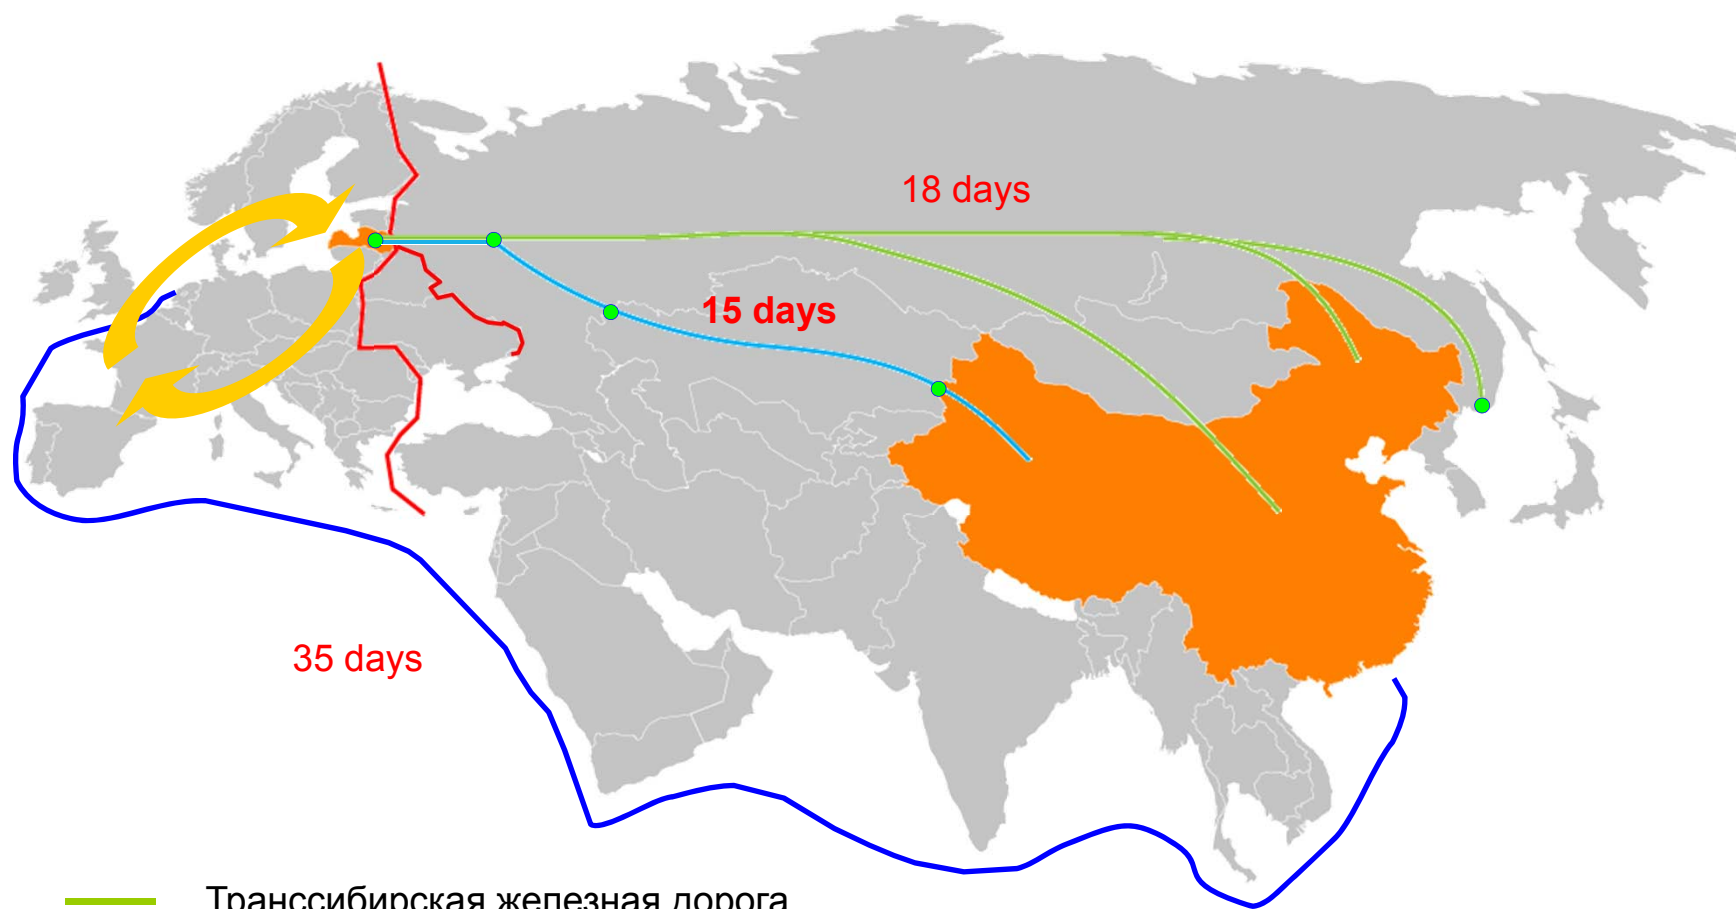 18 days
15 days
35 days
Транссибирская железная дорога